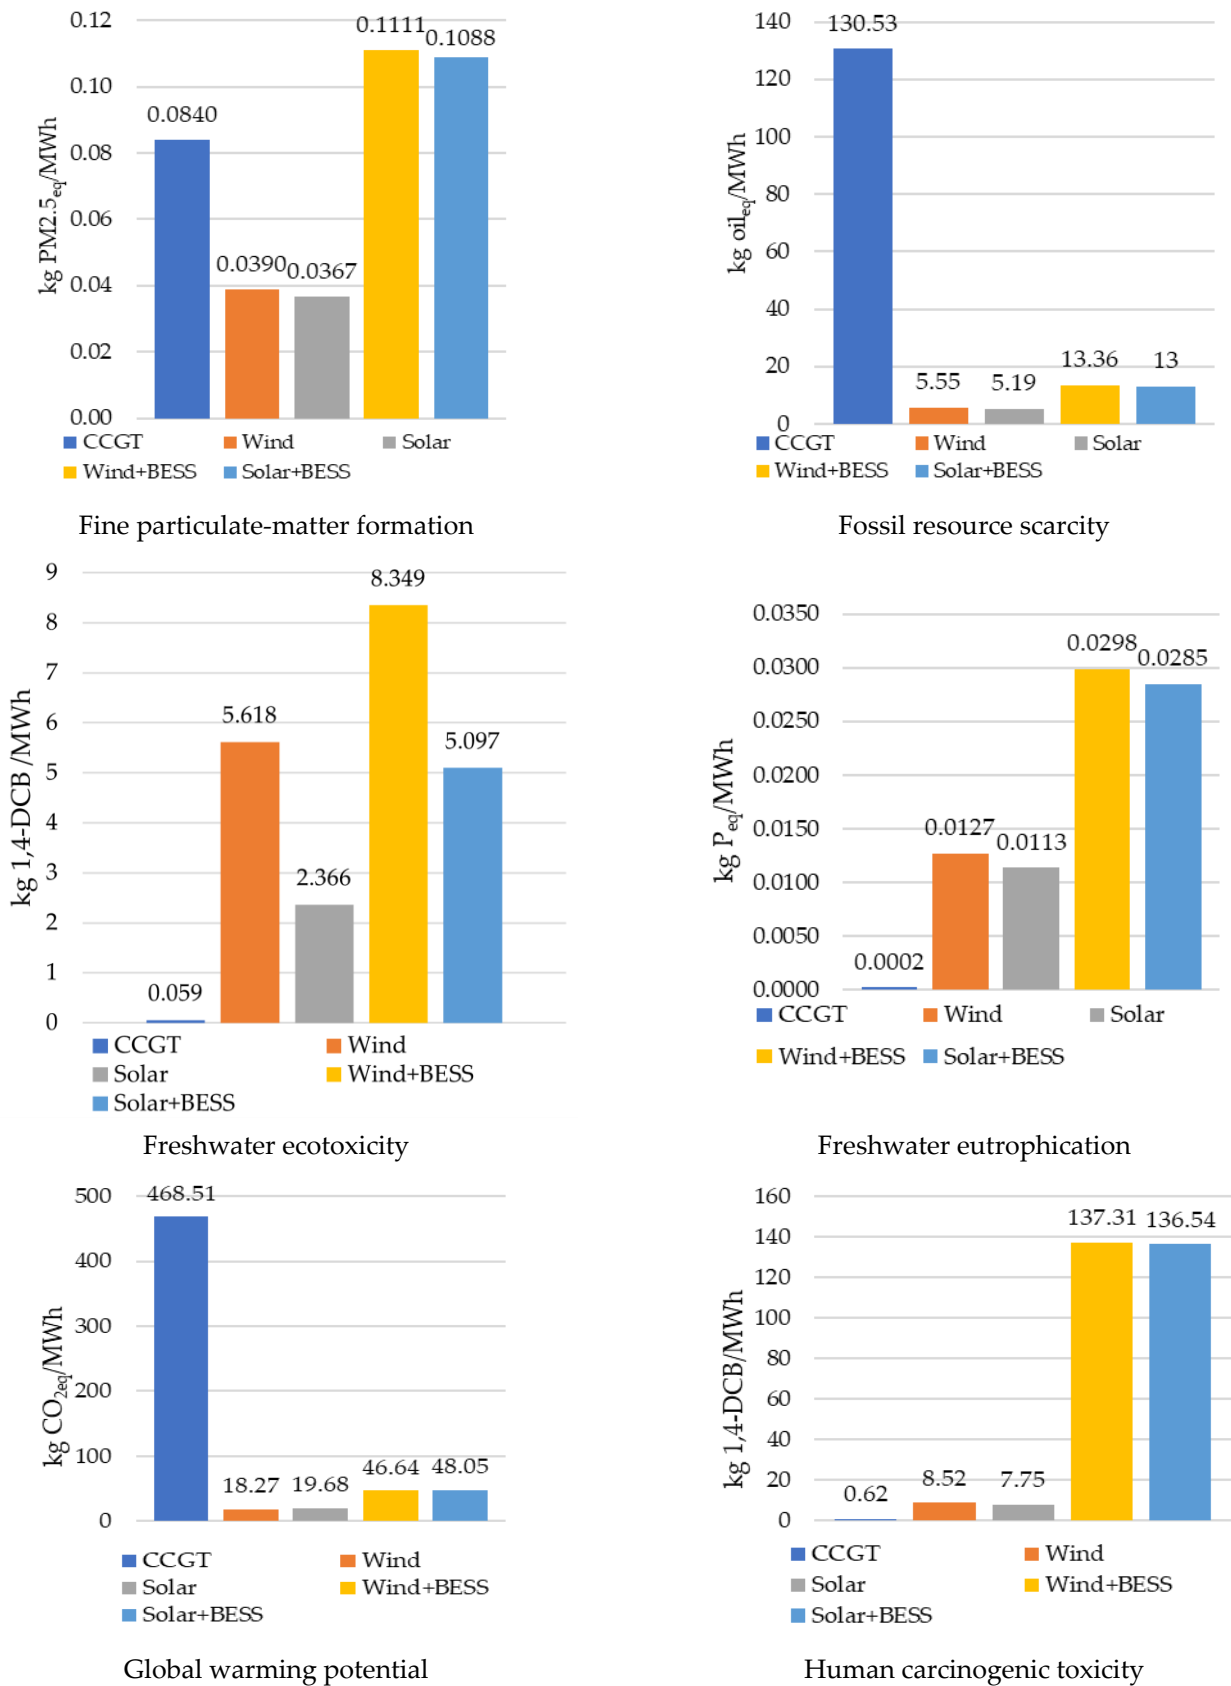 0.12
0.10
0.08
0.06
0.04
0.02
0.00
kg PM2.5eq/MWh
0.0840
0.0390
0.0367
0.1111
0.1088
CCGT Wind Solar
Wind+BESS Solar+BESS
Fine particulate-matter formation
140
120
100
80
60
40
20
0
kg oileq/MWh
130.53
5.55
5.19
13.36
13
CCGT Wind Solar
Wind+BESS Solar+BESS
Fossil resource scarcity
9
8
7
6
5
4
3
2
1
0
kg 1,4-DCB /MWh
0.059
5.618
2.366
8.349
5.097
CCGT Wind
Solar Wind+BESS
Solar+BESS
Freshwater ecotoxicity
0.0350
0.0300
0.0250
0.0200
0.0150
0.0100
0.0050
0.0000
kg Peq/MWh
0.0002
0.0127
0.0113
0.0298
0.0285
CCGT Wind Solar
Wind+BESS Solar+BESS
Freshwater eutrophication
500
400
300
200
100
0
kg CO2eq/MWh
468.51
18.27
19.68
46.64
48.05
CCGT Wind
Solar Wind+BESS
Solar+BESS
Global warming potential
160
140
120
100
80
60
40
20
0
kg 1,4-DCB/MWh
0.62
8.52
7.75
137.31
136.54
CCGT Wind
Solar Wind+BESS
Solar+BESS
Human carcinogenic toxicity